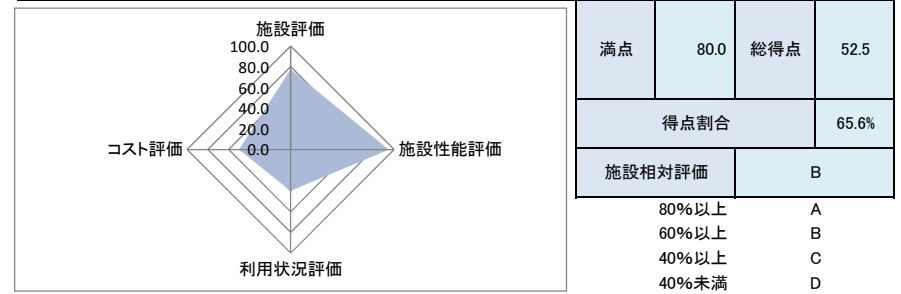 施設評価
100.0
80.0
60.0
40.0
20.0
0.0
コスト評価
施設性能評価
利用状況評価
満点 80.0 総得点 52.5
得点割合 65.6%
施設相対評価 B
80%以上 A
60%以上 B
40%以上 C
40%未満 D